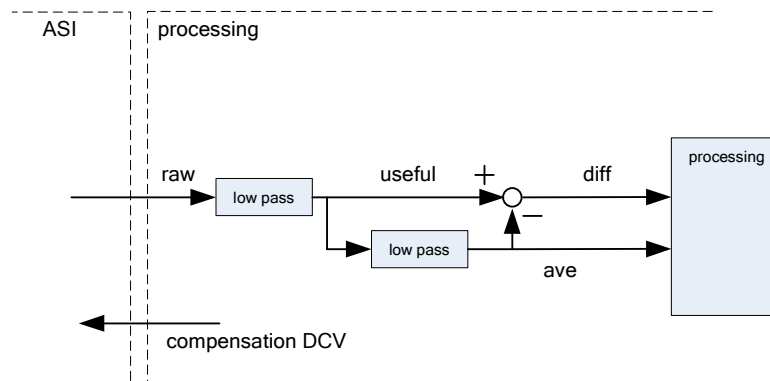 ASI
processing
processing
raw
useful
+
diff
low pass
−
low pass
ave
compensation DCV